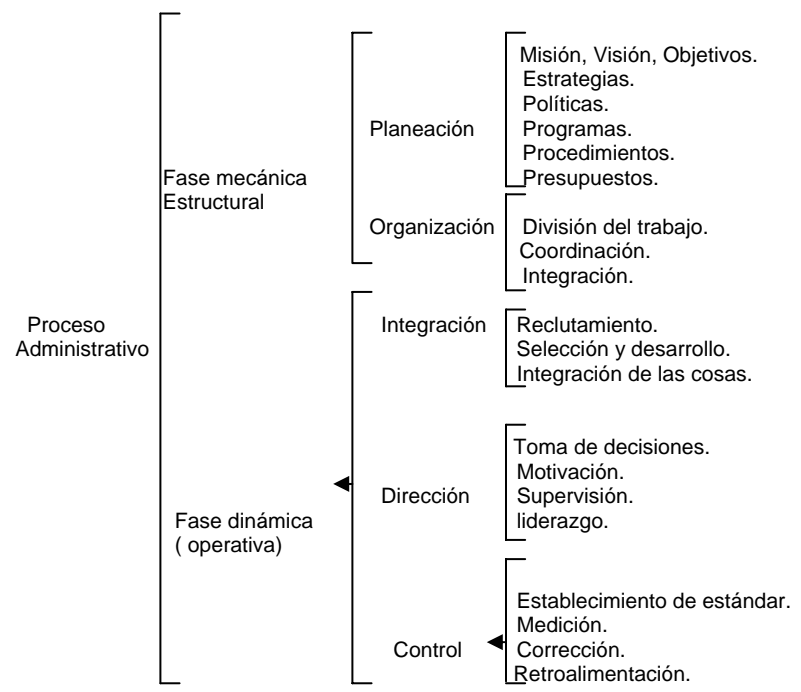 Proceso
Administrativo
Fase mecánica
Estructural
Planeación
Misión, Visión, Objetivos.
Estrategias.
Políticas.
Programas.
Procedimientos.
Presupuestos.
Organización
División del trabajo.
Coordinación.
Integración.
Fase dinámica
( operativa)
Integración
Reclutamiento.
Selección y desarrollo.
Integración de las cosas.
Dirección
Toma de decisiones.
Motivación.
Supervisión.
liderazgo.
Control
Establecimiento de estándar.
Medición.
Corrección.
Retroalimentación.